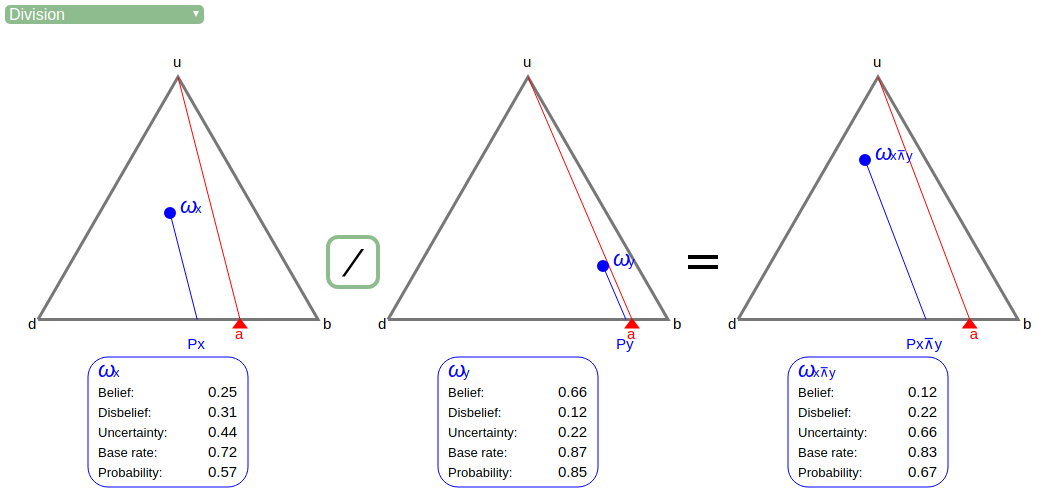 Division ▾
u
u
u
ωx
ωy
ωx⊼y
/
=
d a b
d a b
d a b
Px
Py
Px⊼y
ωx
Belief: 0.25
Disbelief: 0.31
Uncertainty: 0.44
Base rate: 0.72
Probability: 0.57
ωy
Belief: 0.66
Disbelief: 0.12
Uncertainty: 0.22
Base rate: 0.87
Probability: 0.85
ωx⊼y
Belief: 0.12
Disbelief: 0.22
Uncertainty: 0.66
Base rate: 0.83
Probability: 0.67